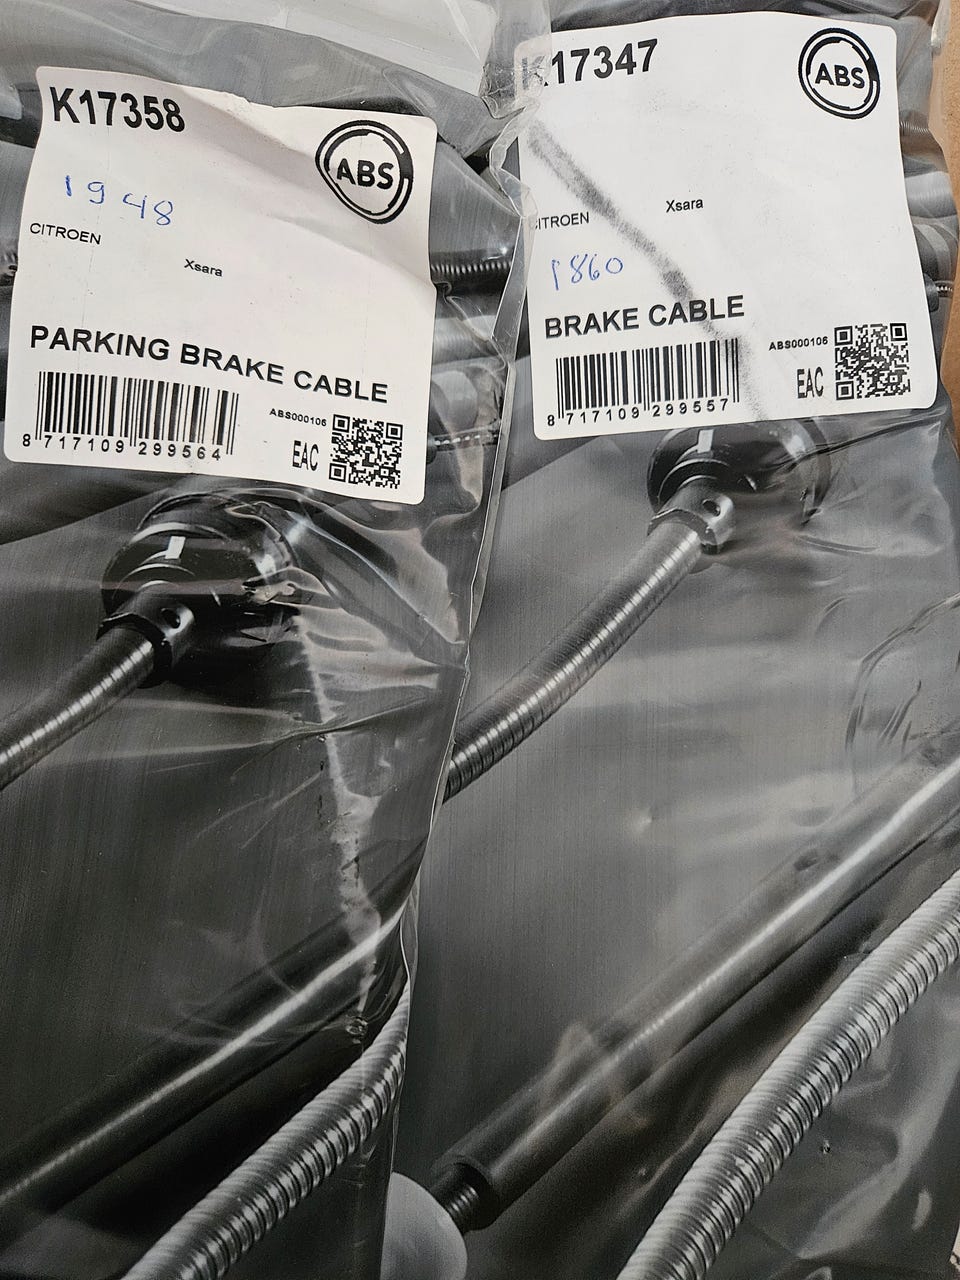 K17358
ABS
1948
CITROEN
Xsara
PARKING BRAKE CABLE
ABS000106
8 717109 299564
EAC
K17347
ABS
CITROEN Xsara
1860
BRAKE CABLE
ABS000106
8 717109 299557
EAC